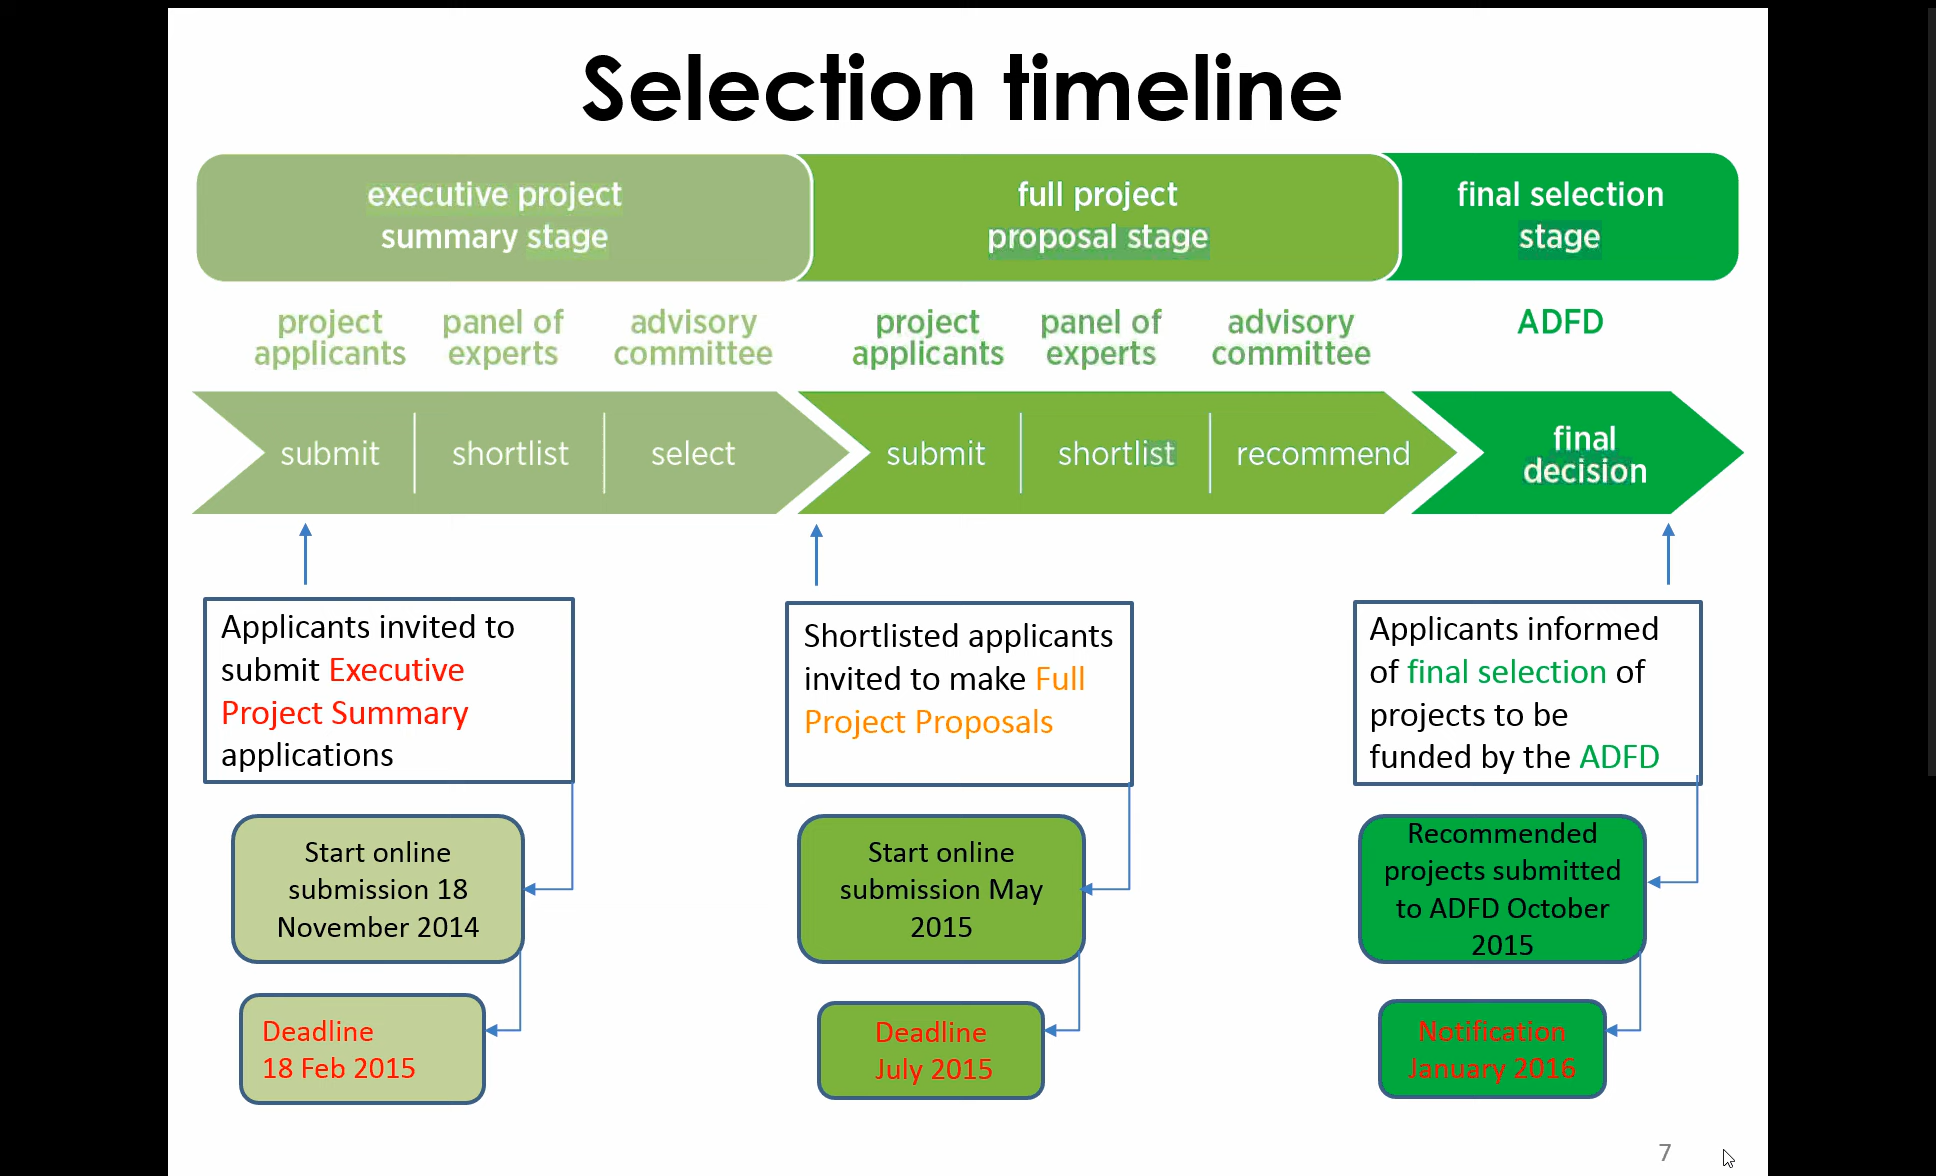 Selection timeline
executive project
summary stage
full project
proposal stage
final selection
stage
project
applicants
panel of
experts
advisory
committee
project
applicants
panel of
experts
advisory
committee
ADFD
submit
shortlist
select
submit
shortlist
recommend
final
decision
Applicants invited to
submit Executive
Project Summary
applications
Shortlisted applicants
invited to make Full
Project Proposals
Applicants informed
of final selection of
projects to be
funded by the ADFD
Start online
submission 18
November 2014
Start online
submission May
2015
Recommended
projects submitted
to ADFD October
2015
Deadline
18 Feb 2015
Deadline
July 2015
Notification
January 2016
7